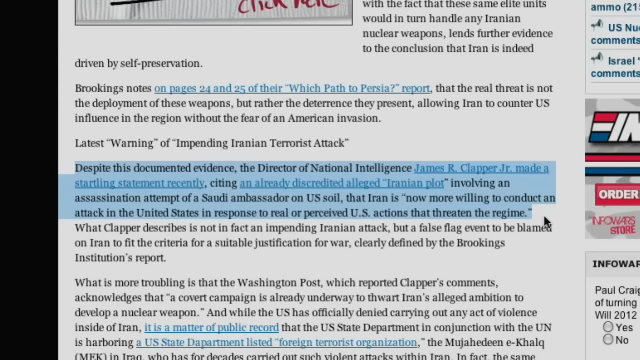 click here
with the fact that these same elite units
would in turn handle any Iranian
nuclear weapons, lends further evidence
to the conclusion that Iran is indeed
driven by self-preservation.
Brookings notes on pages 24 and 25 of their "Which Path to Persia?" report, that the real threat is not
the deployment of these weapons, but rather the deterrence they present, allowing Iran to counter US
influence in the region without the fear of an American invasion.
Latest "Warning" of "Impending Iranian Terrorist Attack"
Despite this documented evidence, the Director of National Intelligence James R. Clapper Jr. made a
startling statement recently, citing an already discredited alleged "Iranian plot" involving an
assassination attempt of a Saudi ambassador on US soil, that Iran is "now more willing to conduct an
attack in the United States in response to real or perceived U.S. actions that threaten the regime."
What Clapper describes is not in fact an impending Iranian attack, but a false flag event to be blamed
on Iran to fit the criteria for a suitable justification for war, clearly defined by the Brookings
Institution's report.
What is more troubling is that the Washington Post, which reported Clapper's comments,
acknowledges that "a covert campaign is already underway to thwart Iran's alleged ambition to
develop a nuclear weapon." And while the US has officially denied carrying out any act of violence
inside of Iran, it is a matter of public record that the US State Department in conjunction with the UN
is harboring a US State Department listed "foreign terrorist organization," the Mujahedeen e-Khalq
(MEK) in Iraq, who has for decades carried out such violent attacks within Iran. In fact, the same
ammo (21
US Nu
comments
Israel '
comments
IN
ORDER
INFOWARS
STORE
INFOWAR
Paul Craig
of turning
Will 2012
Yes
No